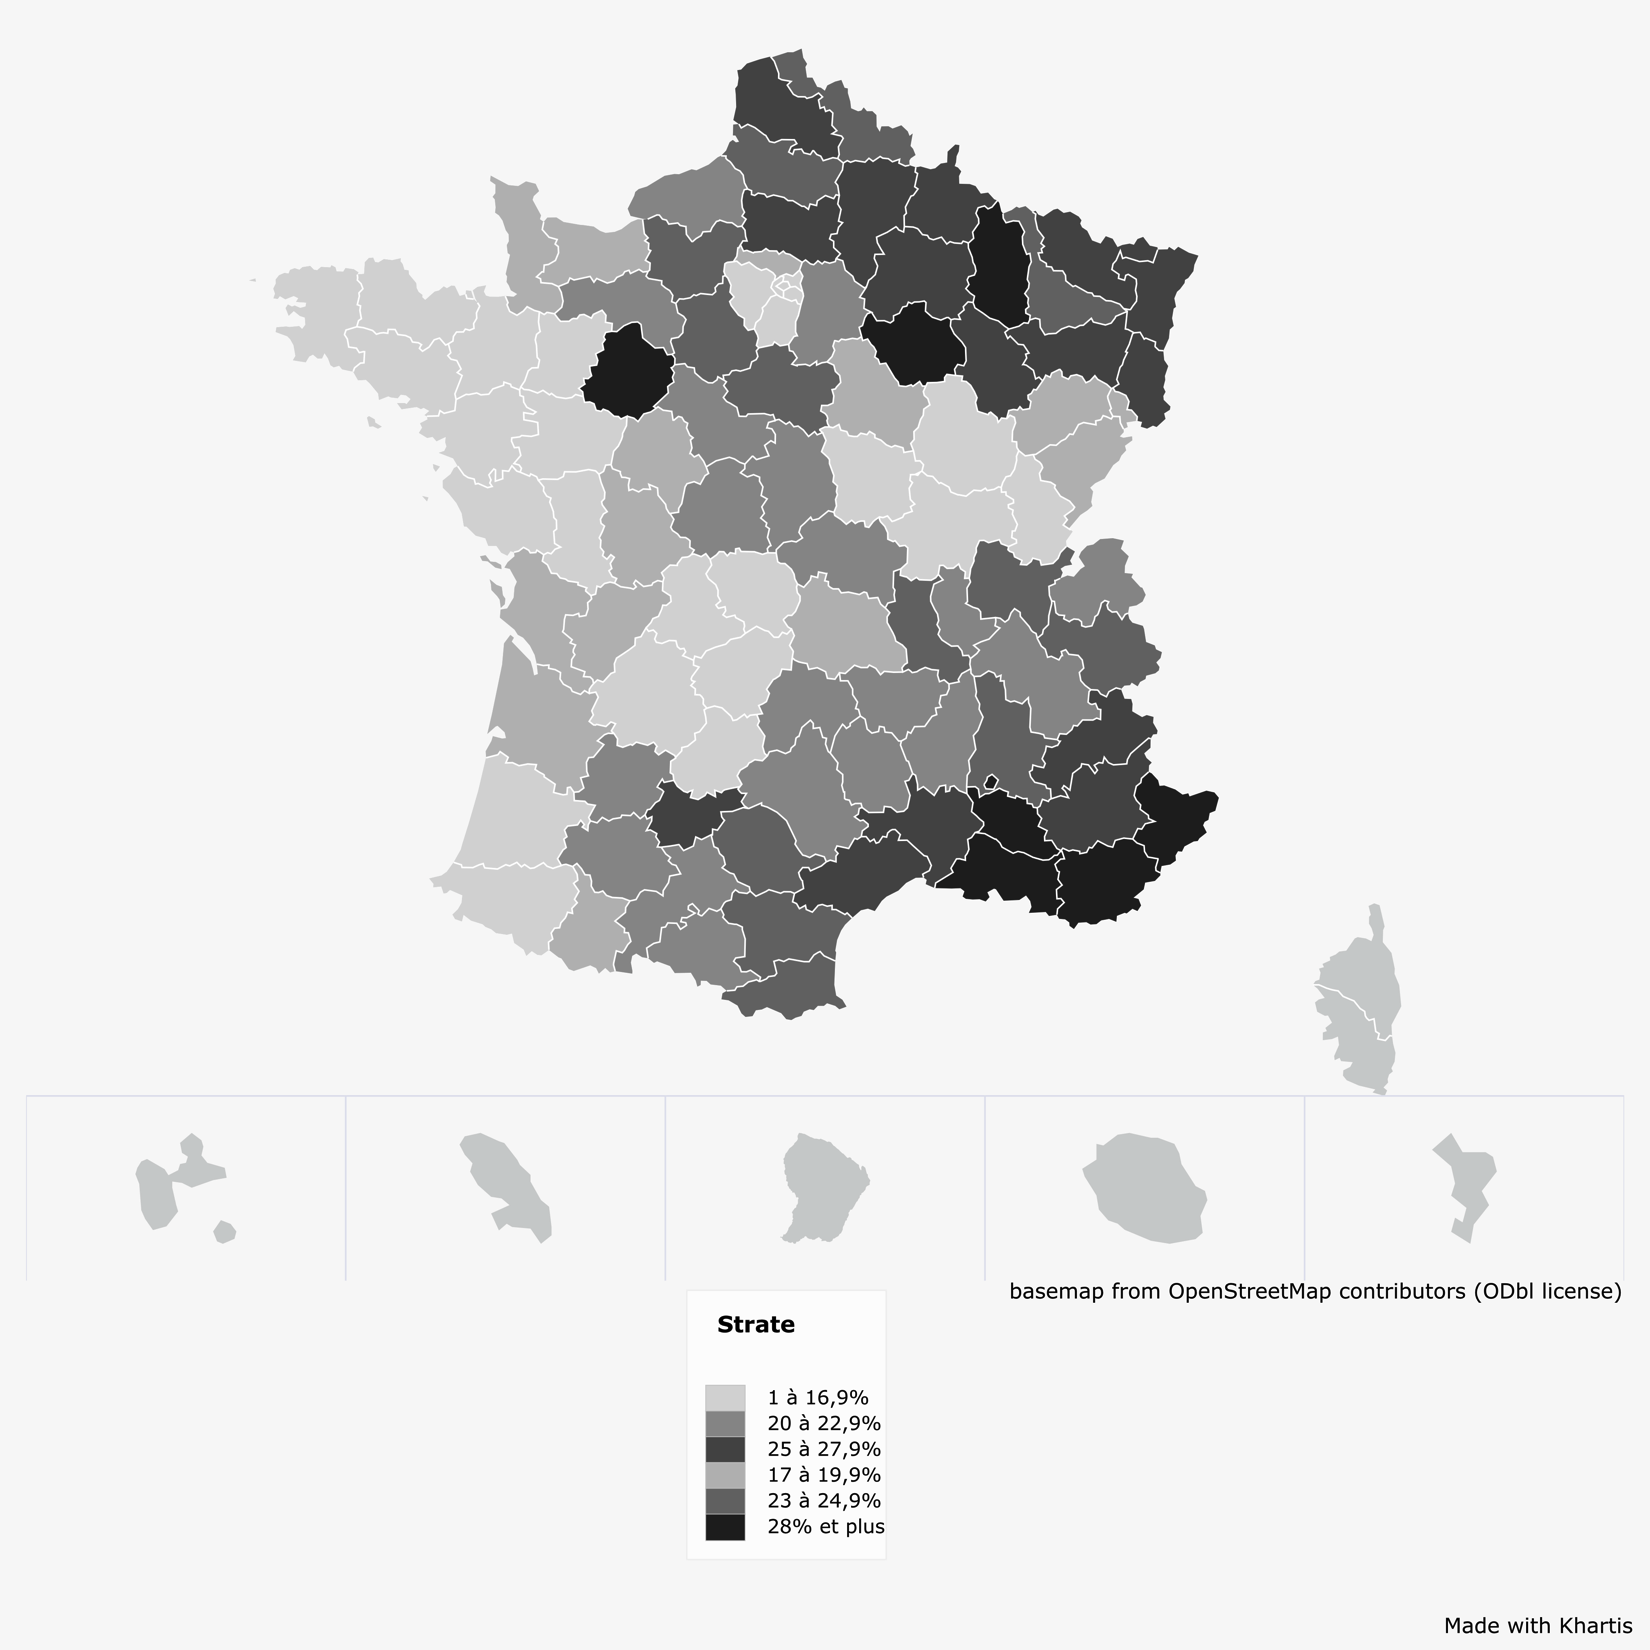 basemap from OpenStreetMap contributors (ODbl license)
Strate
1 à 16,9%
20 à 22,9%
25 à 27,9%
17 à 19,9%
23 à 24,9%
28% et plus
Made with Khartis